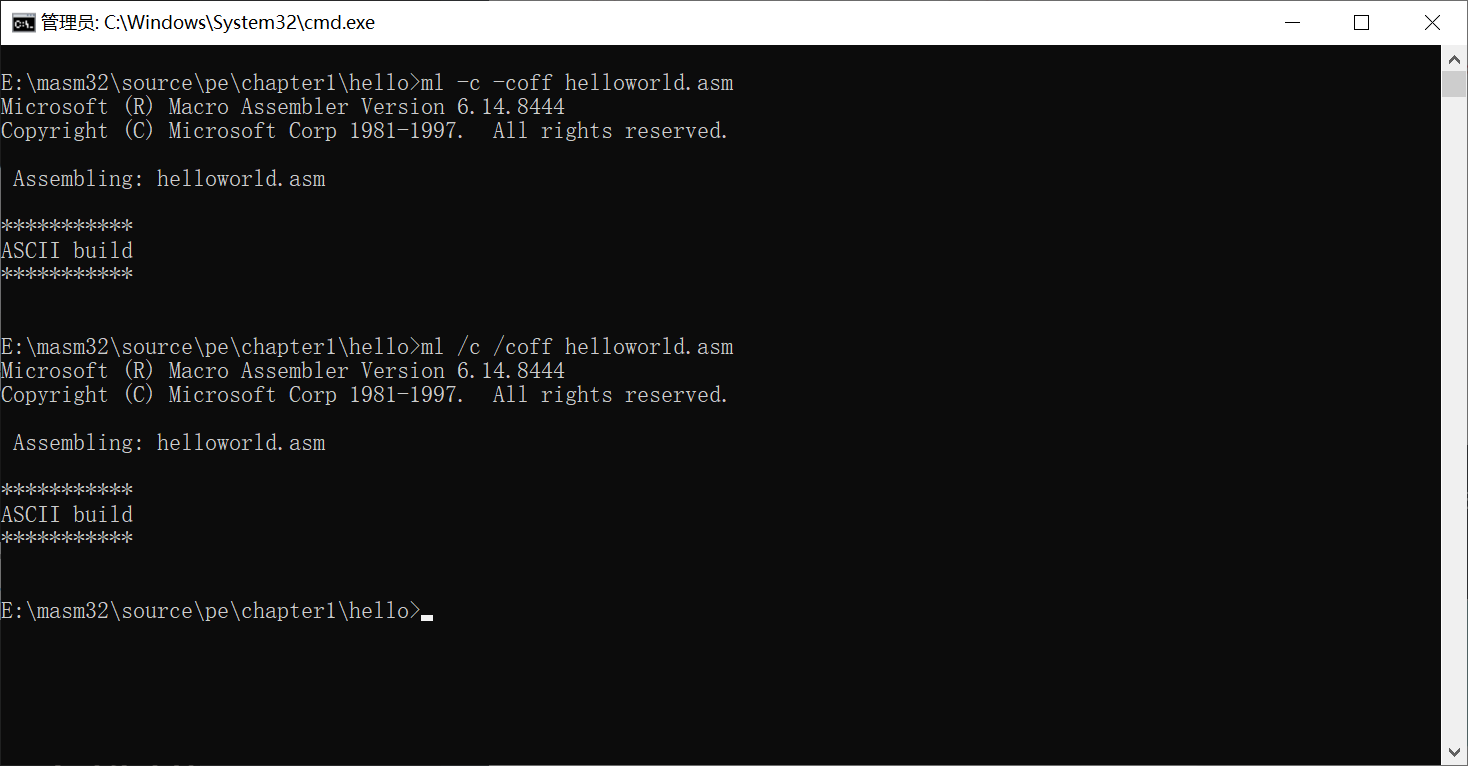 管理员: C:\Windows\System32\cmd.exe
E:\masm32\source\pe\chapter1\hello>ml -c -coff helloworld.asm
Microsoft (R) Macro Assembler Version 6.14.8444
Copyright (C) Microsoft Corp 1981-1997.  All rights reserved.
 Assembling: helloworld.asm
***********
ASCII build
***********
E:\masm32\source\pe\chapter1\hello>ml /c /coff helloworld.asm
Microsoft (R) Macro Assembler Version 6.14.8444
Copyright (C) Microsoft Corp 1981-1997.  All rights reserved.
 Assembling: helloworld.asm
***********
ASCII build
***********
E:\masm32\source\pe\chapter1\hello>